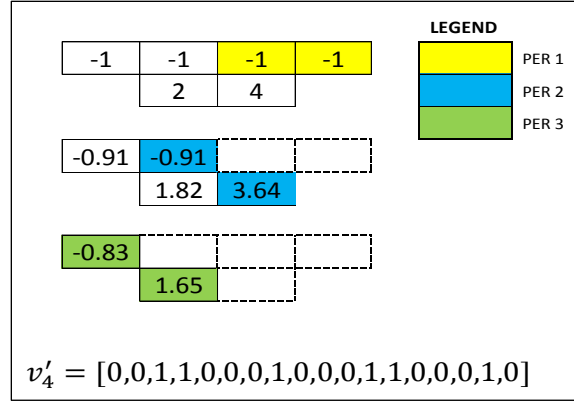 LEGEND
-1 -1 -1 -1 PER 1
2 4 PER 2
PER 3
-0.91 -0.91
1.82 3.64
-0.83
1.65
v′₄ = [0,0,1,1,0,0,0,1,0,0,0,1,1,0,0,0,1,0]